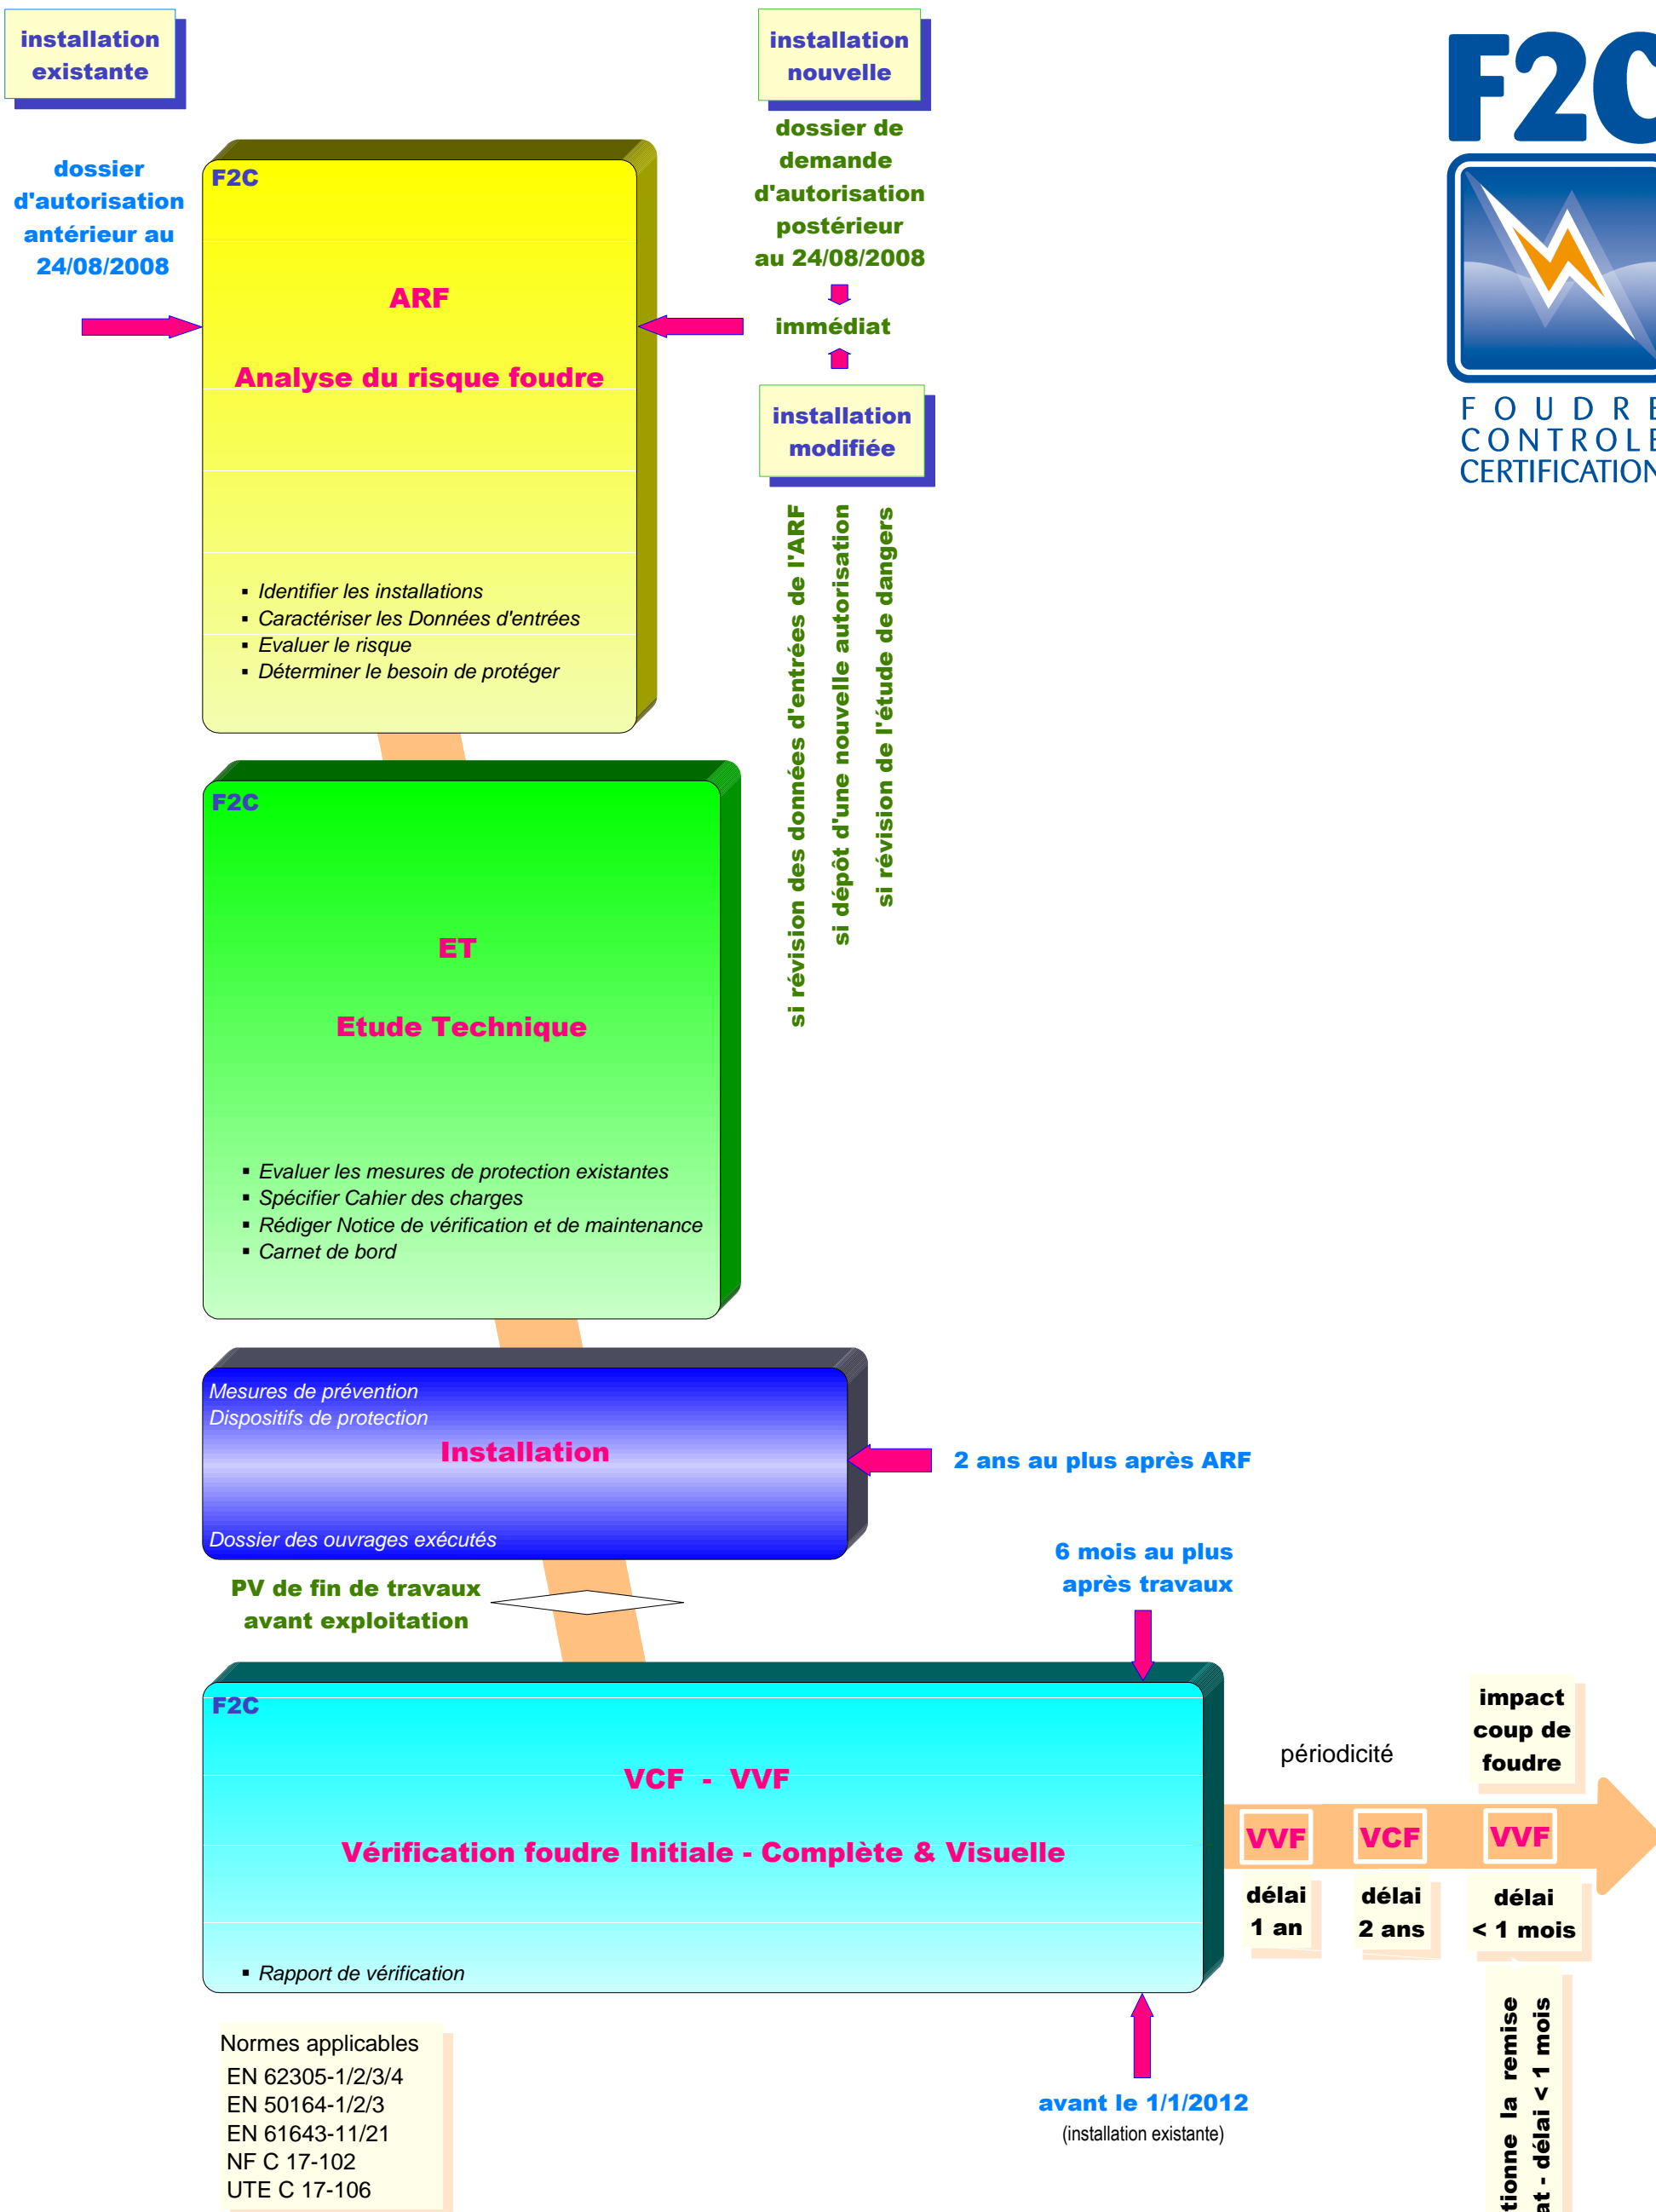 installation
existante
dossier
d'autorisation
antérieur au
24/08/2008
installation
nouvelle
dossier de
demande
d'autorisation
postérieur
au 24/08/2008
immédiat
installation
modifiée
si révision des données d'entrées de l'ARF
si dépôt d'une nouvelle autorisation
si révision de l'étude de dangers
F2C
FOUDRE
CONTROLE
CERTIFICATION
F2C
ARF
Analyse du risque foudre
▪ Identifier les installations
▪ Caractériser les Données d'entrées
▪ Evaluer le risque
▪ Déterminer le besoin de protéger
F2C
ET
Etude Technique
▪ Evaluer les mesures de protection existantes
▪ Spécifier Cahier des charges
▪ Rédiger Notice de vérification et de maintenance
▪ Carnet de bord
Mesures de prévention
Dispositifs de protection
Installation
Dossier des ouvrages exécutés
2 ans au plus après ARF
PV de fin de travaux
avant exploitation
6 mois au plus
après travaux
F2C
VCF - VVF
Vérification foudre Initiale - Complète & Visuelle
▪ Rapport de vérification
périodicité
impact
coup de
foudre
VVF
VCF
VVF
délai
1 an
délai
2 ans
délai
< 1 mois
la remise
- délai < 1 mois
avant le 1/1/2012
(installation existante)
Normes applicables
EN 62305-1/2/3/4
EN 50164-1/2/3
EN 61643-11/21
NF C 17-102
UTE C 17-106